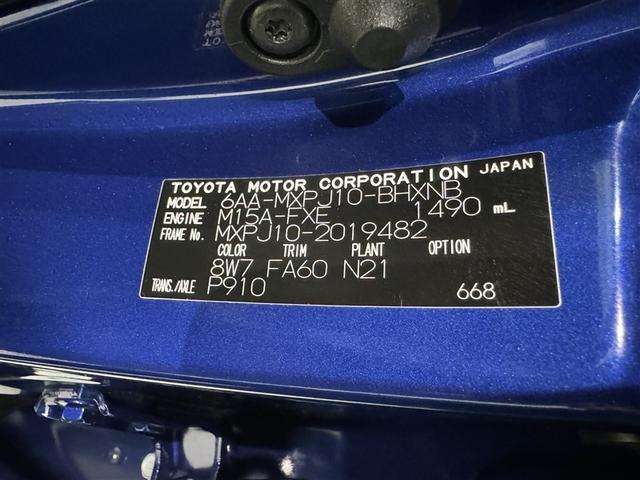 TOYOTA MOTOR CORPORATION JAPAN
MODEL 6AA-MXPJ10-BHXNB
ENGINE M15A-FXE 1490 mL
FRAME No. MXPJ10-2019482
COLOR TRIM PLANT OPTION
8W7 FA60 N21
TRANS./AXLE P910 668